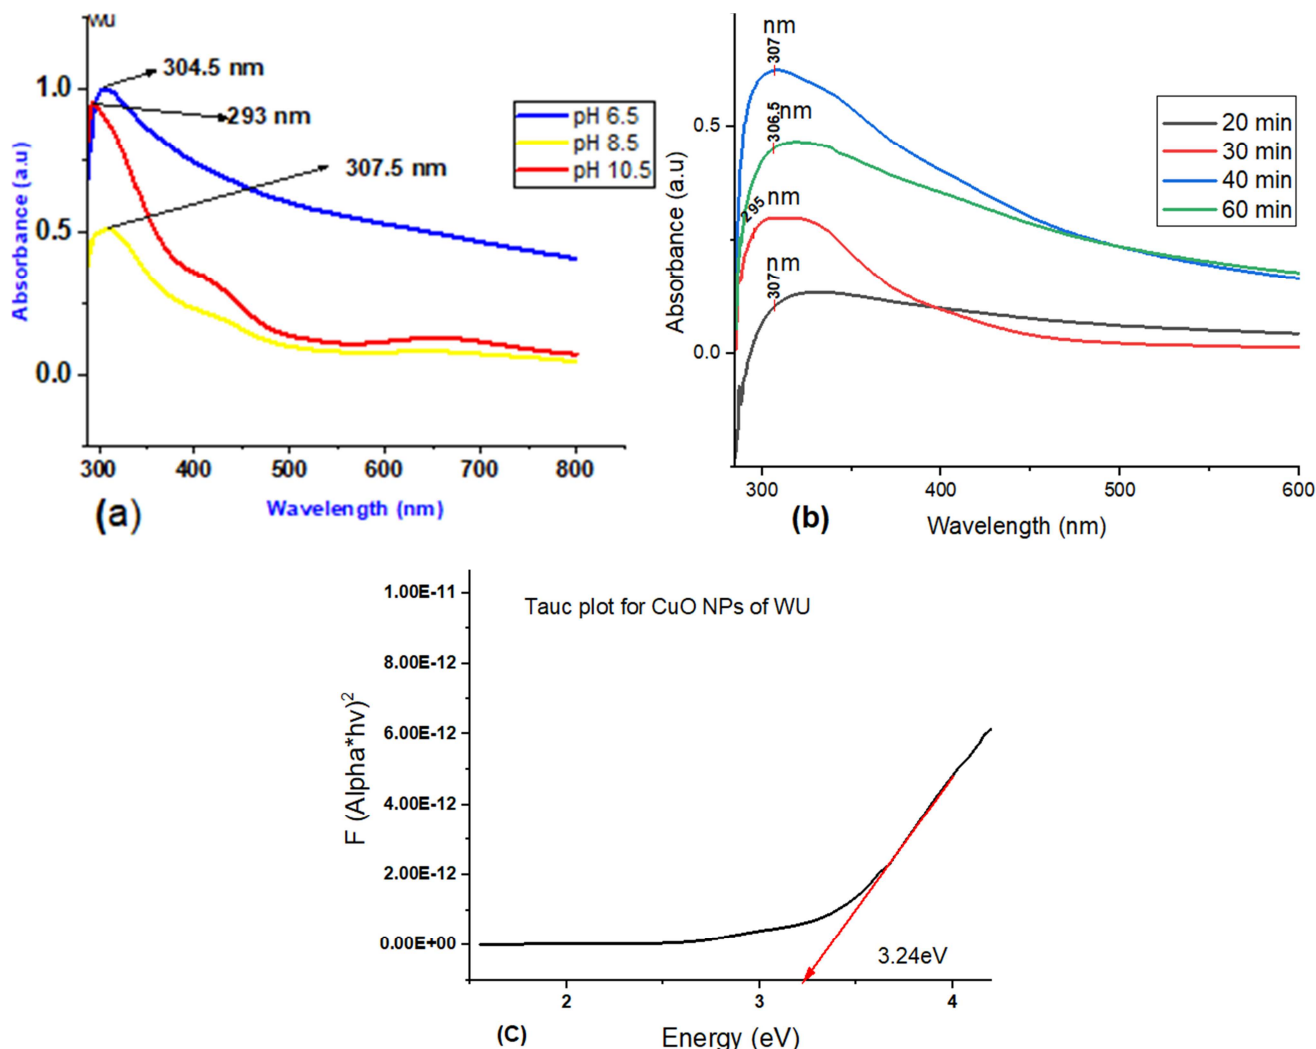 wu
304.5 nm
293 nm
307.5 nm
pH 6.5
pH 8.5
pH 10.5
1.0
0.5
0.0
Absorbance (a.u)
300 400 500 600 700 800
Wavelength (nm)
(a)
nm
307
nm
306.5
nm
295
nm
307
20 min
30 min
40 min
60 min
0.5
0.0
Absorbance (a.u)
300 400 500 600
Wavelength (nm)
(b)
Tauc plot for CuO NPs of WU
1.00E-11
8.00E-12
6.00E-12
4.00E-12
2.00E-12
0.00E+00
F (Alpha*hv)²
3.24eV
2 3 4
Energy (eV)
(C)